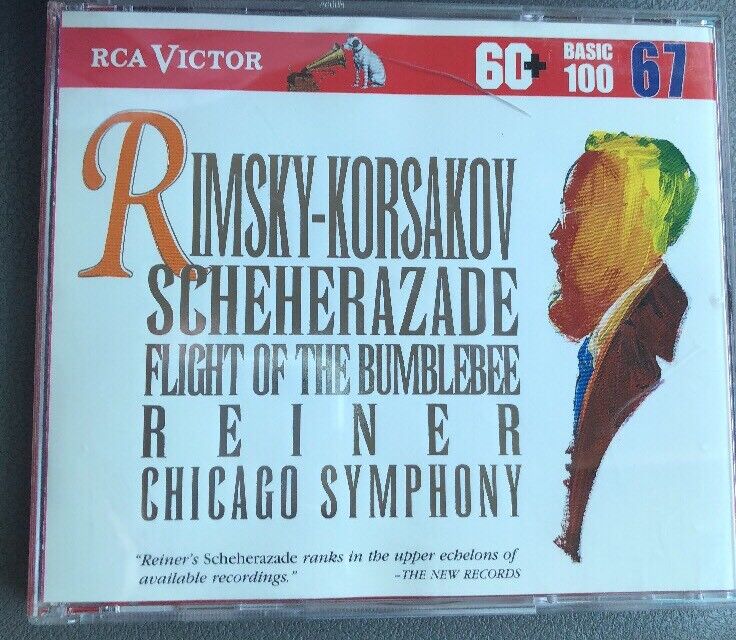 RCA VICTOR
60+ BASIC 100 67
RIMSKY-KORSAKOV
SCHEHERAZADE
FLIGHT OF THE BUMBLEBEE
REINER
CHICAGO SYMPHONY
"Reiner's Scheherazade ranks in the upper echelons of
available recordings." –THE NEW RECORDS